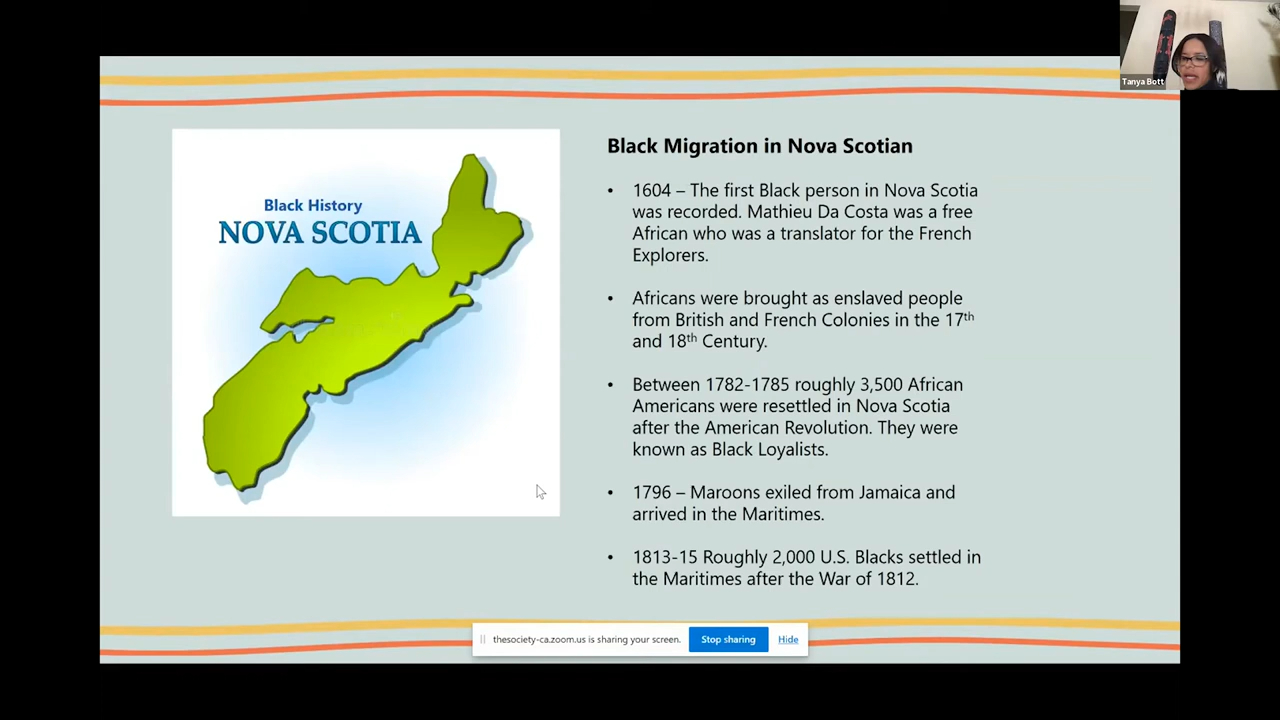 Tanya Bott
Black History
NOVA SCOTIA
Black Migration in Nova Scotian
• 1604 – The first Black person in Nova Scotia
was recorded. Mathieu Da Costa was a free
African who was a translator for the French
Explorers.
• Africans were brought as enslaved people
from British and French Colonies in the 17th
and 18th Century.
• Between 1782-1785 roughly 3,500 African
Americans were resettled in Nova Scotia
after the American Revolution. They were
known as Black Loyalists.
• 1796 – Maroons exiled from Jamaica and
arrived in the Maritimes.
• 1813-15 Roughly 2,000 U.S. Blacks settled in
the Maritimes after the War of 1812.
thesociety-ca.zoom.us is sharing your screen. Stop sharing Hide